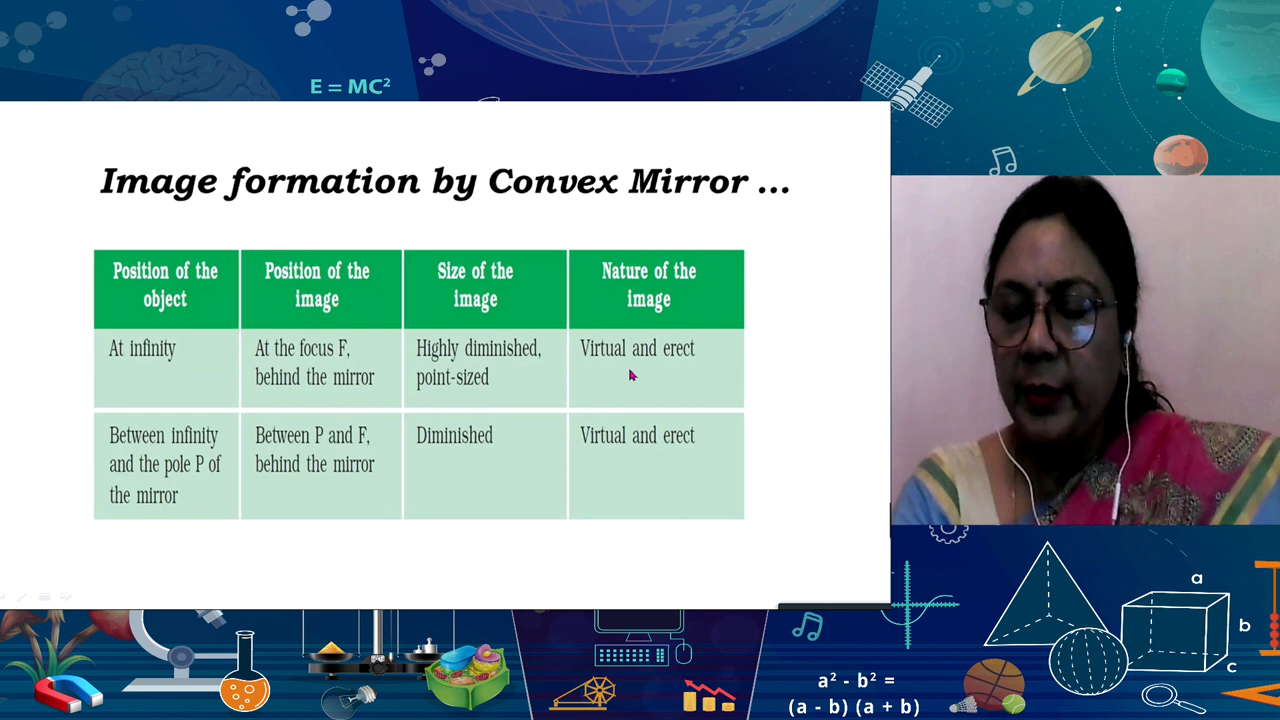 E = MC²
Image formation by Convex Mirror ...
Position of the
object
Position of the
image
Size of the
image
Nature of the
image
At infinity
At the focus F,
behind the mirror
Highly diminished,
point-sized
Virtual and erect
Between infinity
and the pole P of
the mirror
Between P and F,
behind the mirror
Diminished
Virtual and erect
a
b
c
a² - b² =
(a - b) (a + b)